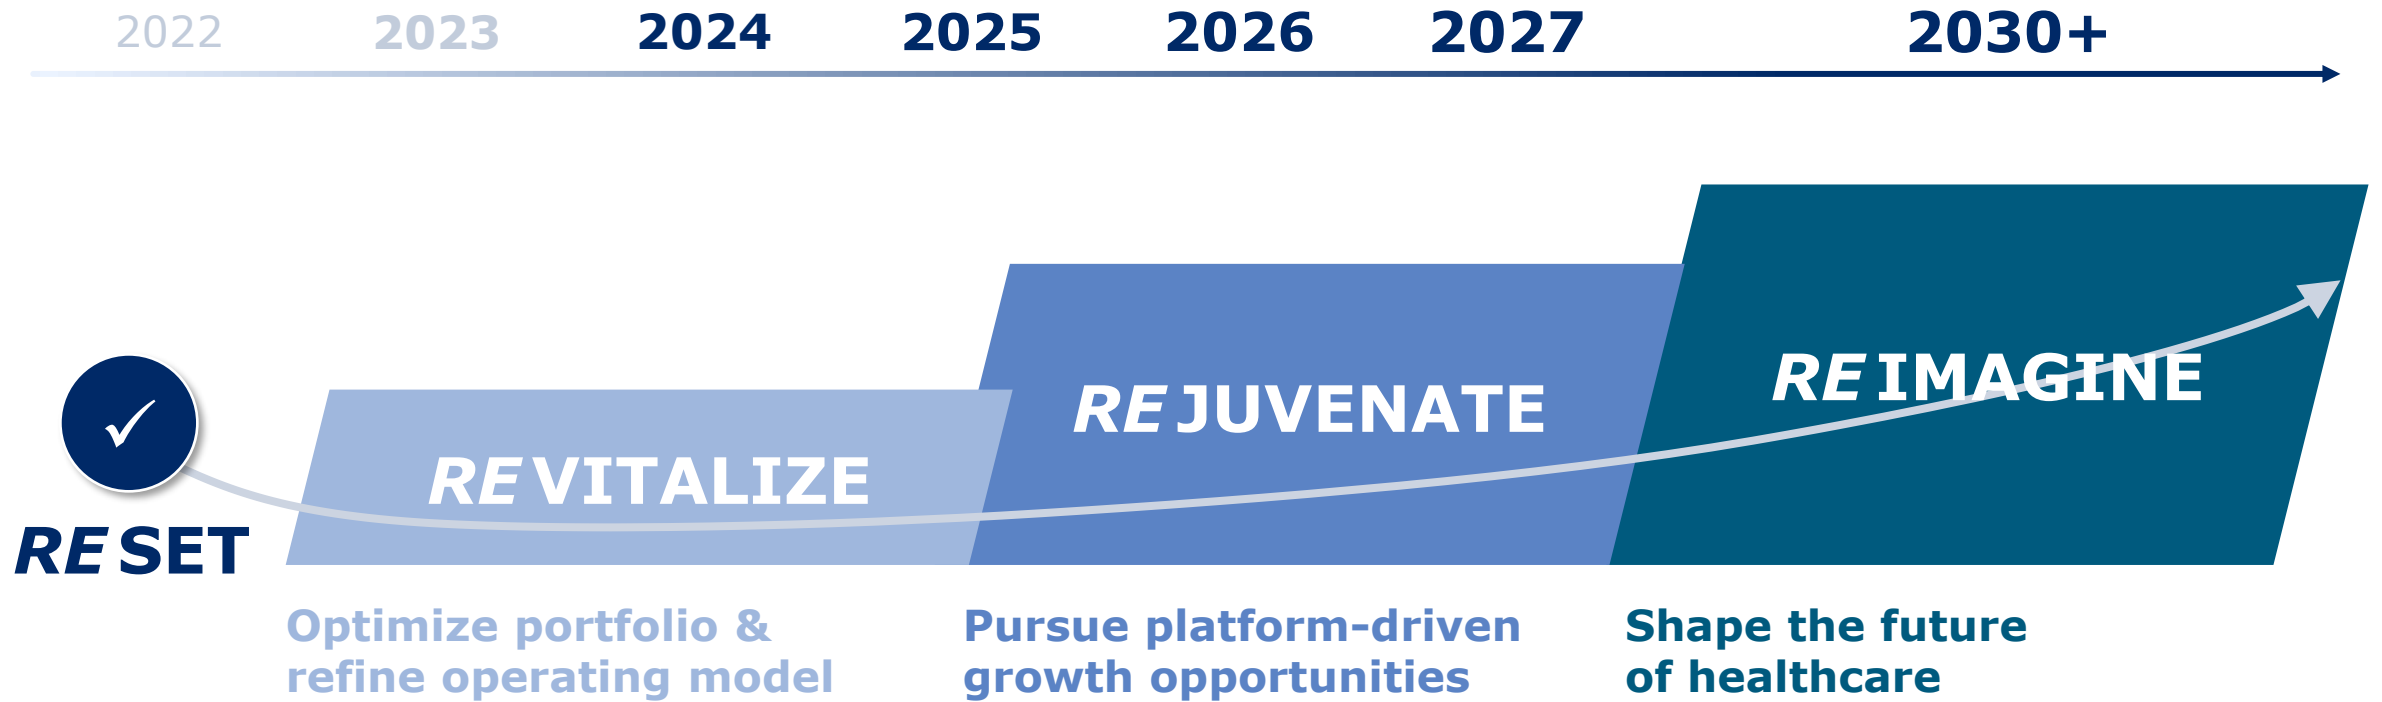 2022 2023 2024 2025 2026 2027 2030+
RESET
REVITALIZE
REJUVENATE
REIMAGINE
Optimize portfolio &
refine operating model
Pursue platform-driven
growth opportunities
Shape the future
of healthcare